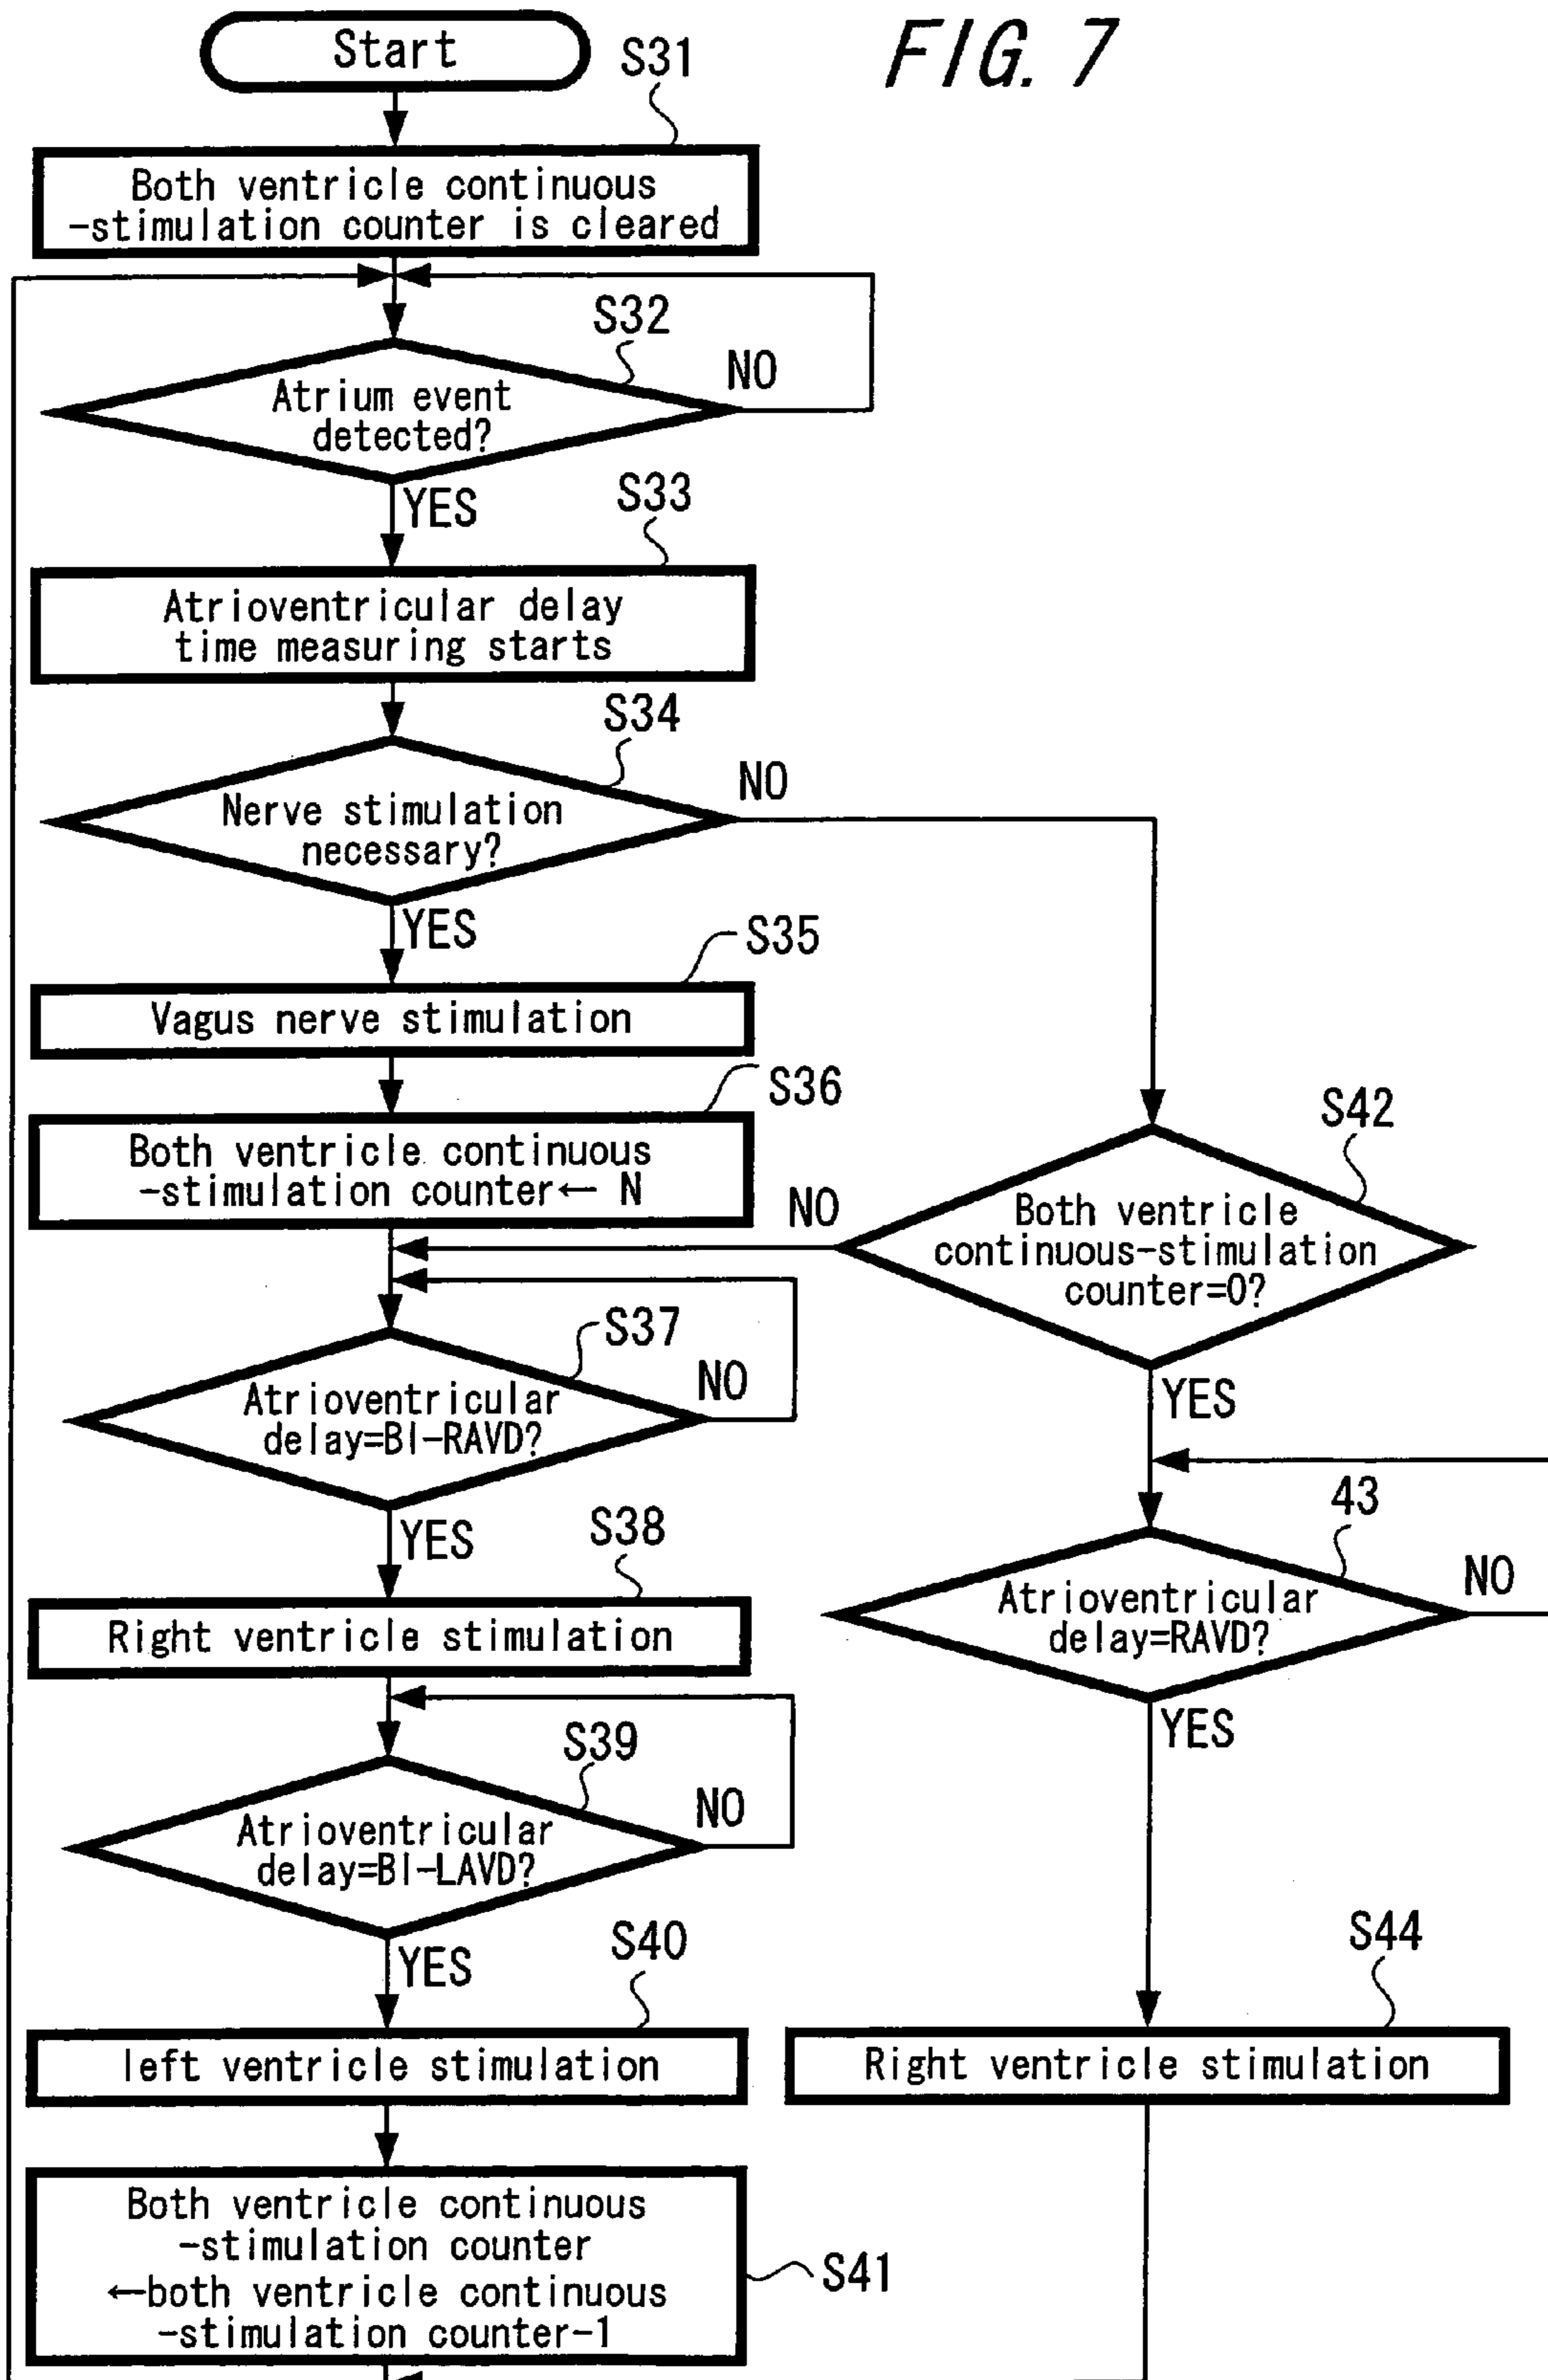 FIG. 7
Start
S31
Both ventricle continuous
-stimulation counter is cleared
S32
Atrium event
detected?
NO
YES
S33
Atrioventricular delay
time measuring starts
S34
Nerve stimulation
necessary?
NO
YES
S35
Vagus nerve stimulation
S36
Both ventricle continuous
-stimulation counter← N
S42
Both ventricle
continuous-stimulation
counter=0?
NO
YES
S37
Atrioventricular
delay=BI-RAVD?
NO
YES
43
Atrioventricular
delay=RAVD?
NO
YES
S38
Right ventricle stimulation
S39
Atrioventricular
delay=BI-LAVD?
NO
YES
S40
left ventricle stimulation
S44
Right ventricle stimulation
S41
Both ventricle continuous
-stimulation counter
←both ventricle continuous
-stimulation counter-1